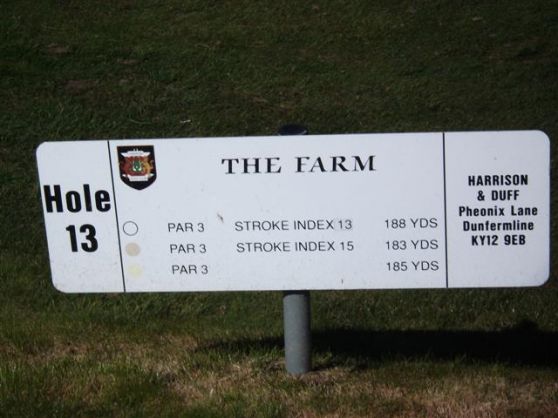 Hole
13
THE FARM
PAR 3 STROKE INDEX 13 188 YDS
PAR 3 STROKE INDEX 15 183 YDS
PAR 3 185 YDS
HARRISON
& DUFF
Pheonix Lane
Dunfermline
KY12 9EB